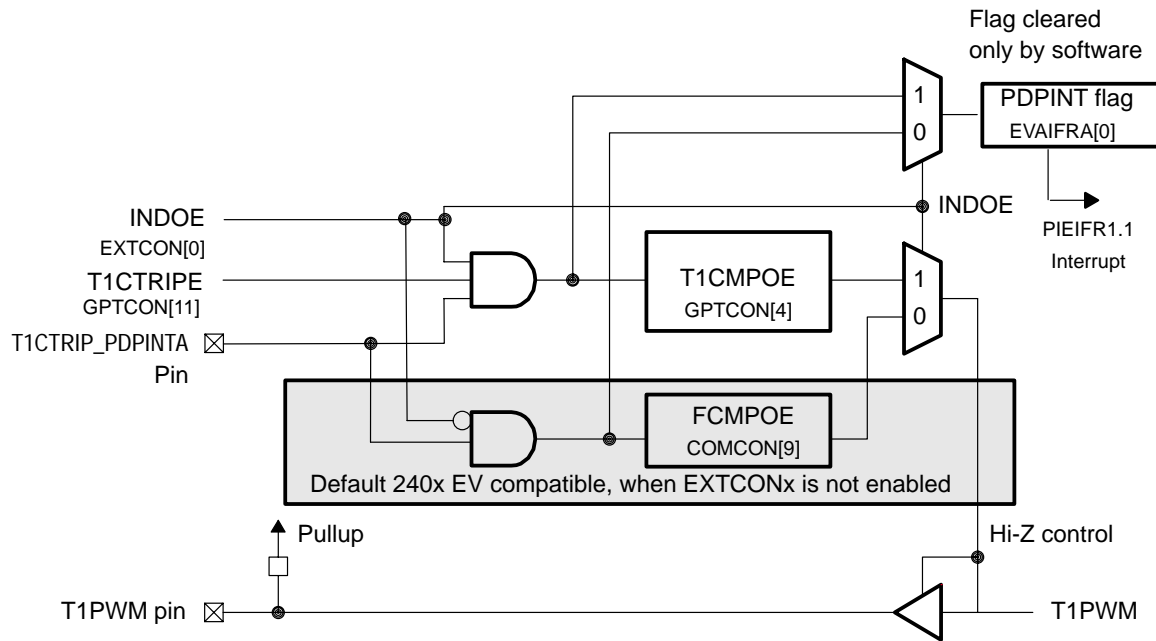 Flag cleared
only by software
1
0
PDPINT flag
EVAIFRA[0]
INDOE
EXTCON[0]
T1CTRIPE
GPTCON[11]
T1CTRIP_PDPINTA
Pin
INDOE
PIEIFR1.1
Interrupt
T1CMPOE
GPTCON[4]
1
0
FCMPOE
COMCON[9]
Default 240x EV compatible, when EXTCONx is not enabled
Pullup
Hi-Z control
T1PWM pin
T1PWM